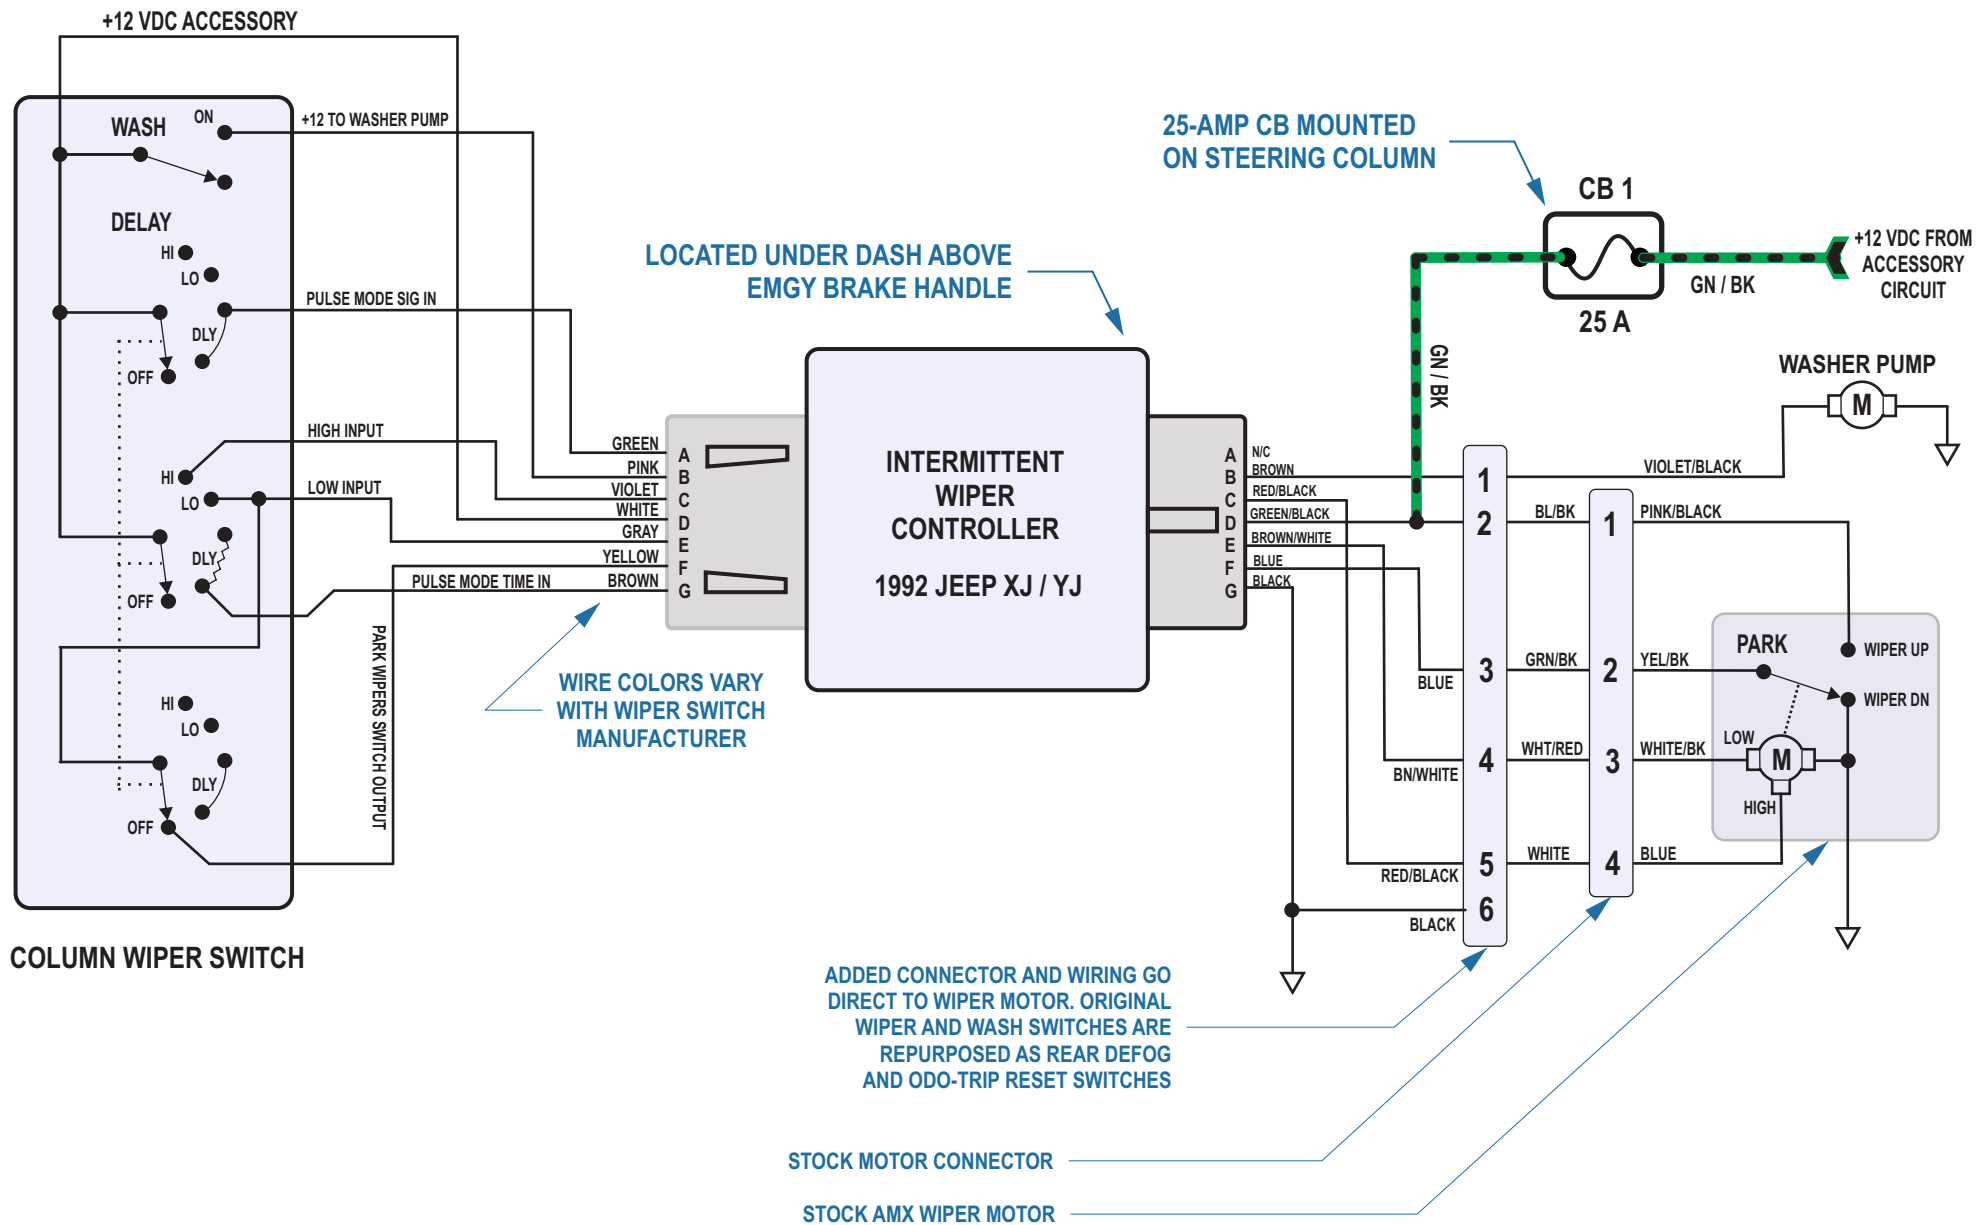 +12 VDC ACCESSORY
WASH
ON
+12 TO WASHER PUMP
DELAY
HI
LO
DLY
OFF
PULSE MODE SIG IN
HI
LO
DLY
OFF
HIGH INPUT
LOW INPUT
PULSE MODE TIME IN
PARK WIPERS SWITCH OUTPUT
HI
LO
DLY
OFF
COLUMN WIPER SWITCH
GREEN
PINK
VIOLET
WHITE
GRAY
YELLOW
BROWN
A
B
C
D
E
F
G
WIRE COLORS VARY
WITH WIPER SWITCH
MANUFACTURER
LOCATED UNDER DASH ABOVE
EMGY BRAKE HANDLE
INTERMITTENT
WIPER
CONTROLLER
1992 JEEP XJ / YJ
A
B
C
D
E
F
G
N/C
BROWN
RED/BLACK
GREEN/BLACK
BROWN/WHITE
BLUE
BLACK
25-AMP CB MOUNTED
ON STEERING COLUMN
CB 1
25 A
GN / BK
GN / BK
+12 VDC FROM
ACCESSORY
CIRCUIT
WASHER PUMP
M
VIOLET/BLACK
1
2
3
4
5
6
BLUE
BN/WHITE
RED/BLACK
BLACK
BL/BK
GRN/BK
WHT/RED
WHITE
1
2
3
4
PINK/BLACK
YEL/BK
WHITE/BK
BLUE
PARK
WIPER UP
WIPER DN
LOW
M
HIGH
ADDED CONNECTOR AND WIRING GO
DIRECT TO WIPER MOTOR. ORIGINAL
WIPER AND WASH SWITCHES ARE
REPURPOSED AS REAR DEFOG
AND ODO-TRIP RESET SWITCHES
STOCK MOTOR CONNECTOR
STOCK AMX WIPER MOTOR